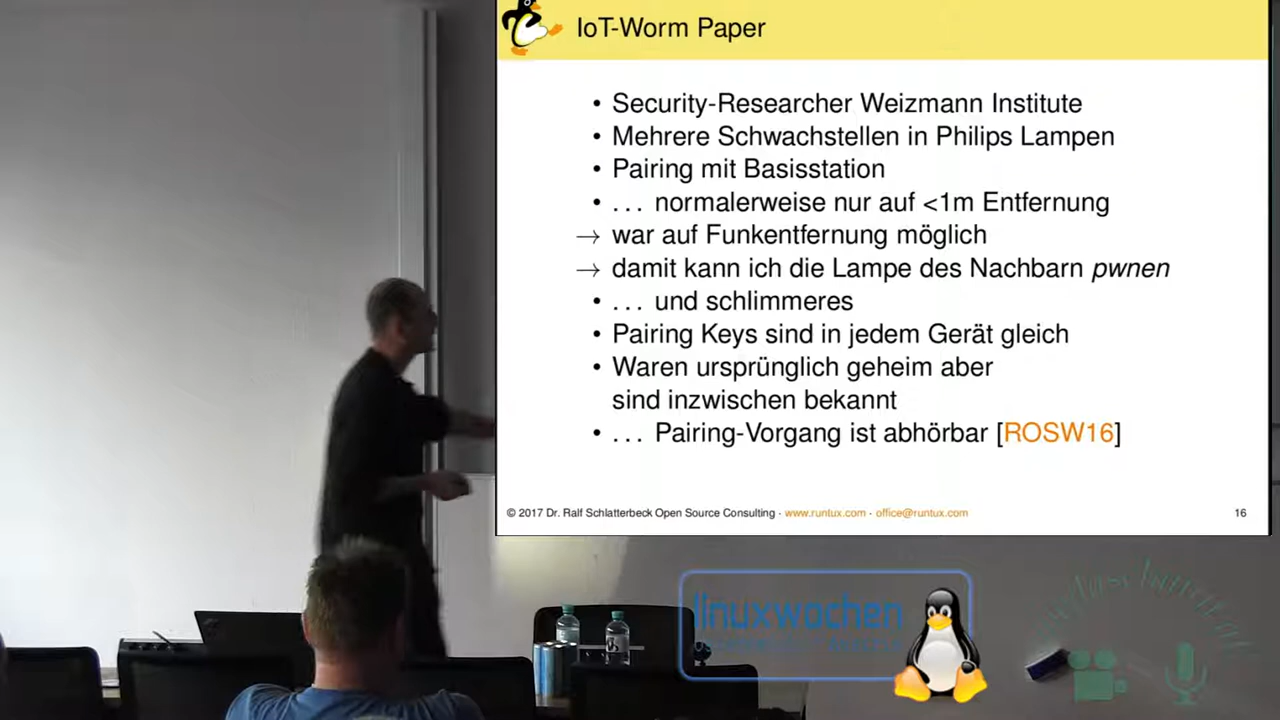 IoT-Worm Paper
• Security-Researcher Weizmann Institute
• Mehrere Schwachstellen in Philips Lampen
• Pairing mit Basisstation
• ... normalerweise nur auf <1m Entfernung
→ war auf Funkentfernung möglich
→ damit kann ich die Lampe des Nachbarn pwnen
• ... und schlimmeres
• Pairing Keys sind in jedem Gerät gleich
• Waren ursprünglich geheim aber
sind inzwischen bekannt
• ... Pairing-Vorgang ist abhörbar [ROSW16]
© 2017 Dr. Ralf Schlatterbeck Open Source Consulting · www.runtux.com · office@runtux.com 16
linuxwochen